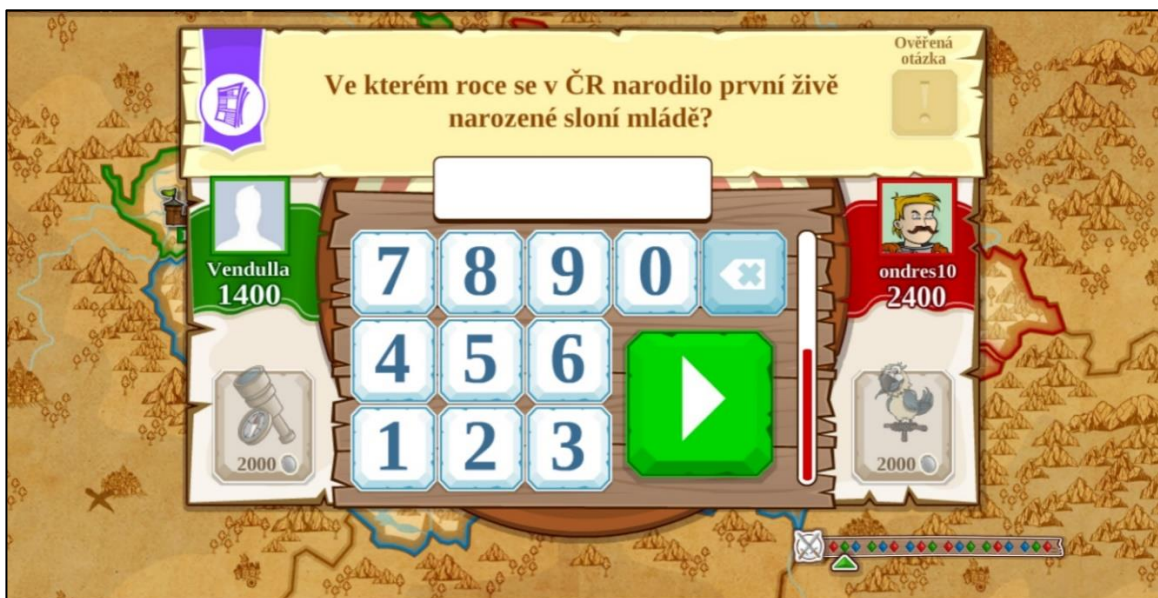 Ověřená
otázka
Ve kterém roce se v ČR narodilo první živě
narozené sloní mládě?
Vendulla
1400
ondres10
2400
7 8 9 0
4 5 6
1 2 3
2000
2000